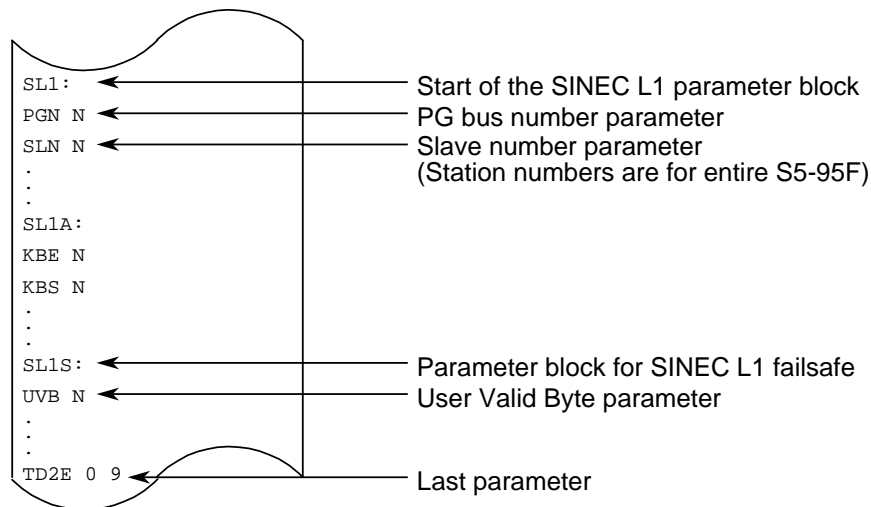 SL1: Start of the SINEC L1 parameter block
PGN N PG bus number parameter
SLN N Slave number parameter
(Station numbers are for entire S5-95F)
.
.
.
SL1A:
KBE N
KBS N
.
.
.
SL1S: Parameter block for SINEC L1 failsafe
UVB N User Valid Byte parameter
.
.
.
TD2E 0 9 Last parameter